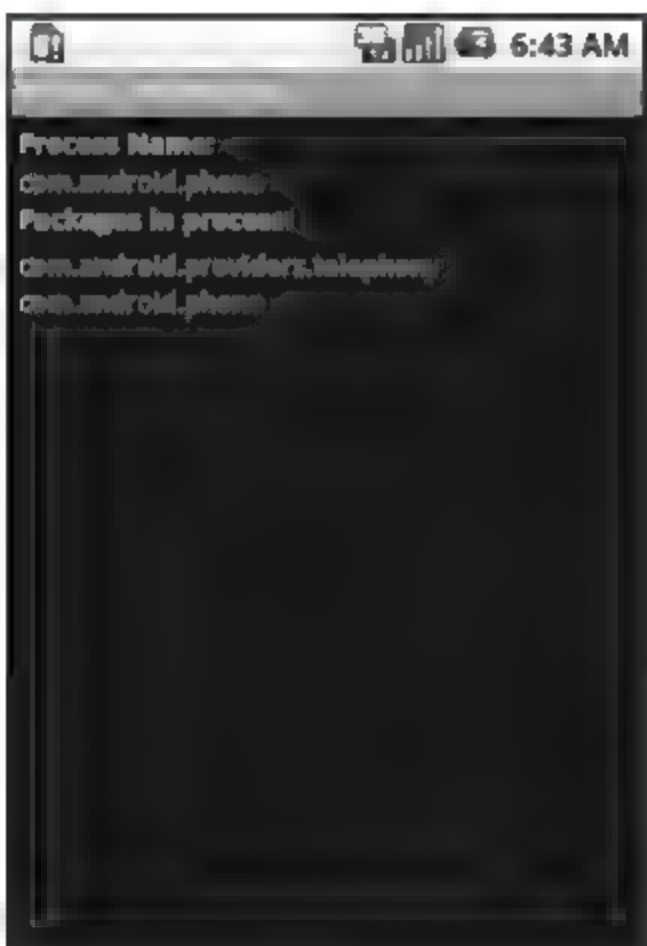 6:43 AM
Process Name:
com.android.phone
Packages in process:
com.android.providers.telephony
com.android.phone